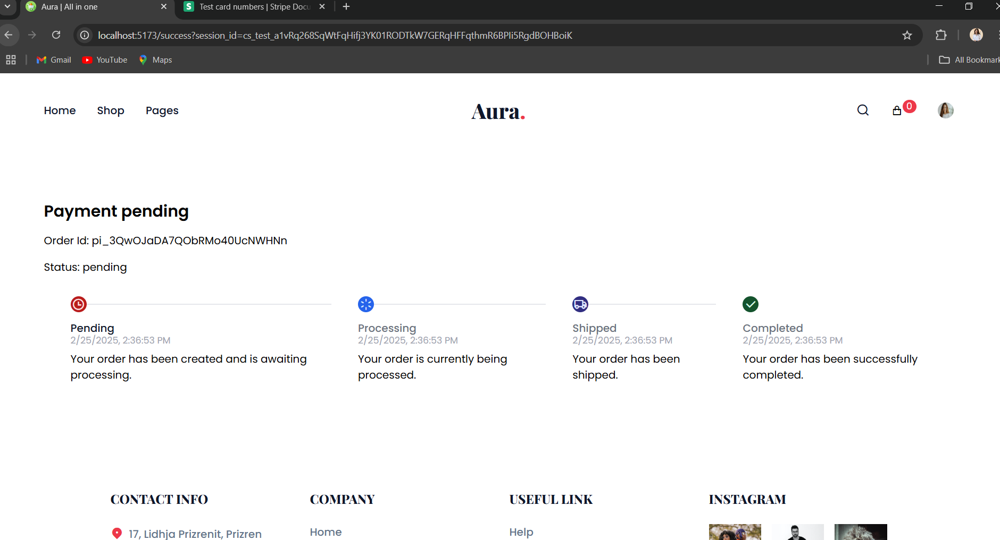 Aura | All in one
Test card numbers | Stripe Docu
localhost:5173/success?session_id=cs_test_a1vRq268SqWtFqHifj3YK01RODTkW7GERqHFFqthmR6BPIi5RgdBOHBoiK
Gmail
YouTube
Maps
All Bookmark
Home
Shop
Pages
Aura.
0
Payment pending
Order Id: pi_3QwOJaDA7QObRMo40UcNWHNn
Status: pending
Pending
2/25/2025, 2:36:53 PM
Your order has been created and is awaiting
processing.
Processing
2/25/2025, 2:36:53 PM
Your order is currently being
processed.
Shipped
2/25/2025, 2:36:53 PM
Your order has been
shipped.
Completed
2/25/2025, 2:36:53 PM
Your order has been successfully
completed.
CONTACT INFO
17, Lidhja Prizrenit, Prizren
COMPANY
Home
USEFUL LINK
Help
INSTAGRAM